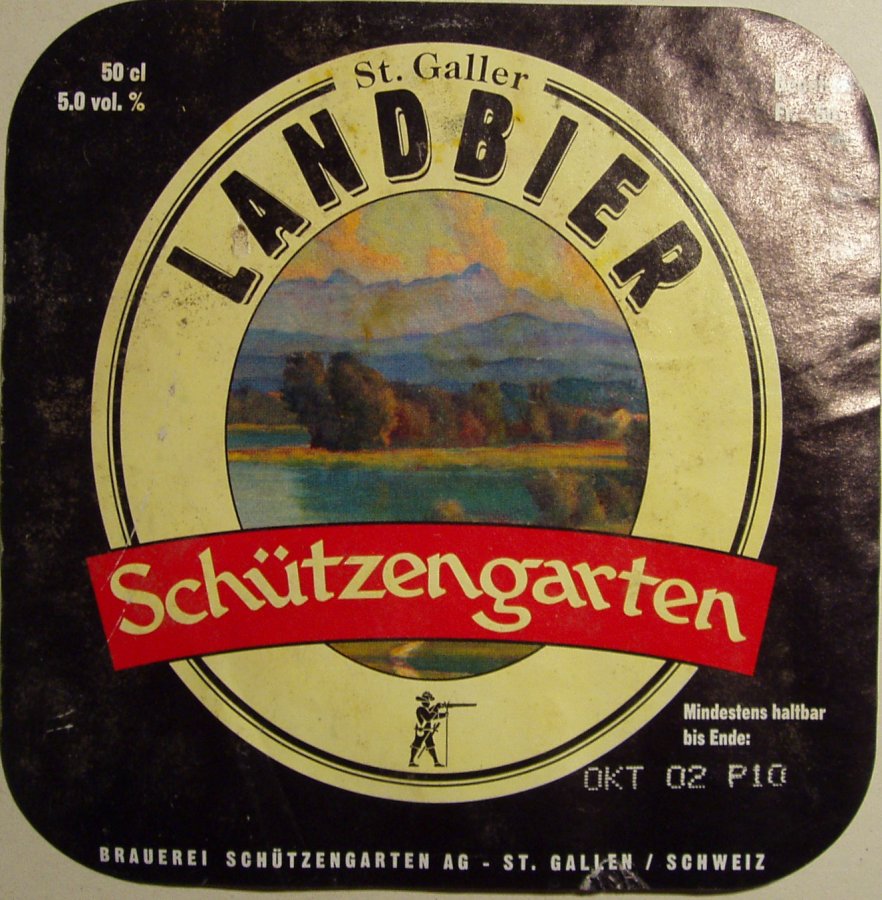 50 cl
5.0 vol. %
St. Galler
LANDBIER
Schützengarten
Mindestens haltbar
bis Ende:
OKT 02 P10
BRAUEREI SCHÜTZENGARTEN AG - ST. GALLEN / SCHWEIZ